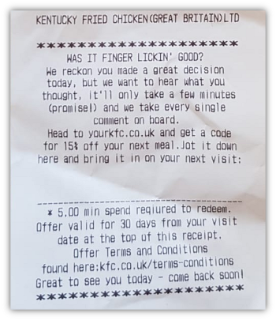 KENTUCKY FRIED CHICKEN(GREAT BRITAIN)LTD
************************************
WAS IT FINGER LICKIN' GOOD?
We reckon you made a great decision
today, but we want to hear what you
thought, it'll only take a few minutes
(promise!) and we take every single
comment on board.
Head to yourkfc.co.uk and get a code
for 15% off your next meal.Jot it down
here and bring it in on your next visit:
------------------------------------
* 5.00 min spend reqiured to redeem.
Offer valid for 30 days from your visit
date at the top of this receipt.
Offer Terms and Conditions
found here:kfc.co.uk/terms-conditions
Great to see you today - come back soon!
************************************